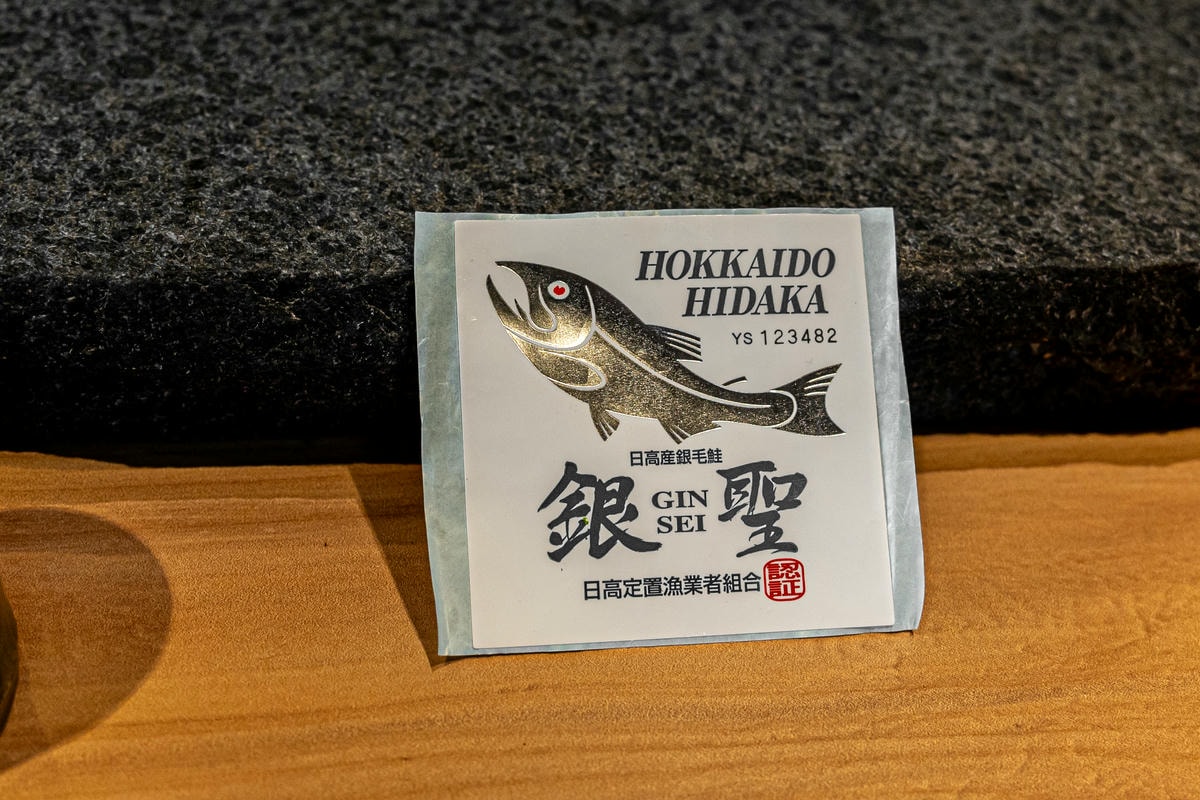 HOKKAIDO
HIDAKA
YS 123482
日高産銀毛鮭
銀 GIN SEI 聖
日高定置漁業者組合 認証